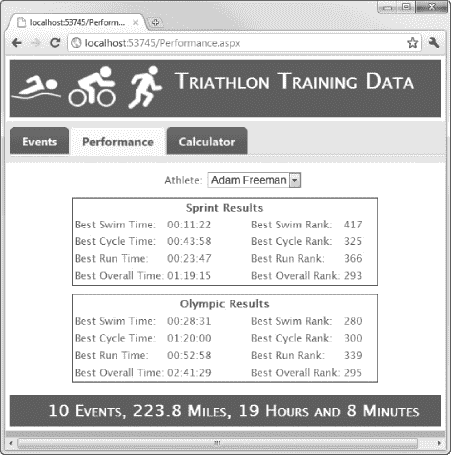 Triathlon Perform...
localhost:53745/Performance.aspx
Triathlon Training Data
Events Performance Calculator
Athlete: Adam Freeman
Sprint Results
Best Swim Time: 00:11:22 Best Swim Rank: 417
Best Cycle Time: 00:43:58 Best Cycle Rank: 325
Best Run Time: 00:23:47 Best Run Rank: 366
Best Overall Time: 01:19:15 Best Overall Rank: 293
Olympic Results
Best Swim Time: 00:28:31 Best Swim Rank: 280
Best Cycle Time: 01:20:00 Best Cycle Rank: 300
Best Run Time: 00:52:58 Best Run Rank: 339
Best Overall Time: 02:41:29 Best Overall Rank: 295
10 Events, 223.8 Miles, 19 Hours and 8 Minutes